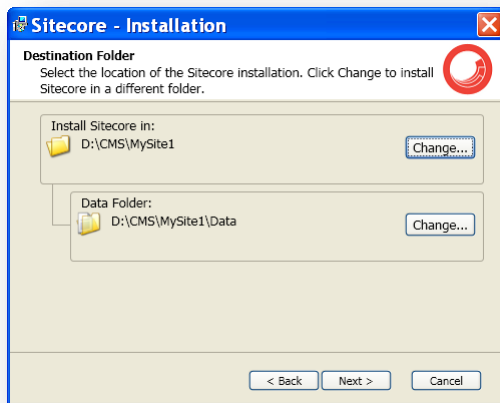 Sitecore - Installation
Destination Folder
Select the location of the Sitecore installation. Click Change to install
Sitecore in a different folder.
Install Sitecore in:
D:\CMS\MySite1
Change...
Data Folder:
D:\CMS\MySite1\Data
Change...
< Back
Next >
Cancel